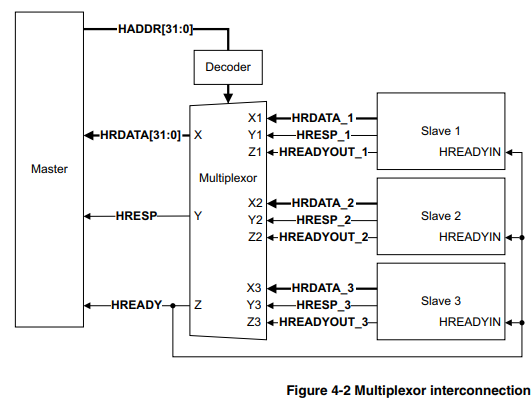 HADDR[31:0]
Decoder
Master
HRDATA[31:0]
X
HRESP
Y
HREADY
Z
Multiplexor
X1
HRDATA_1
Y1
HRESP_1
Z1
HREADYOUT_1
Slave 1
HREADYIN
X2
HRDATA_2
Y2
HRESP_2
Z2
HREADYOUT_2
Slave 2
HREADYIN
X3
HRDATA_3
Y3
HRESP_3
Z3
HREADYOUT_3
Slave 3
HREADYIN
Figure 4-2 Multiplexor interconnection